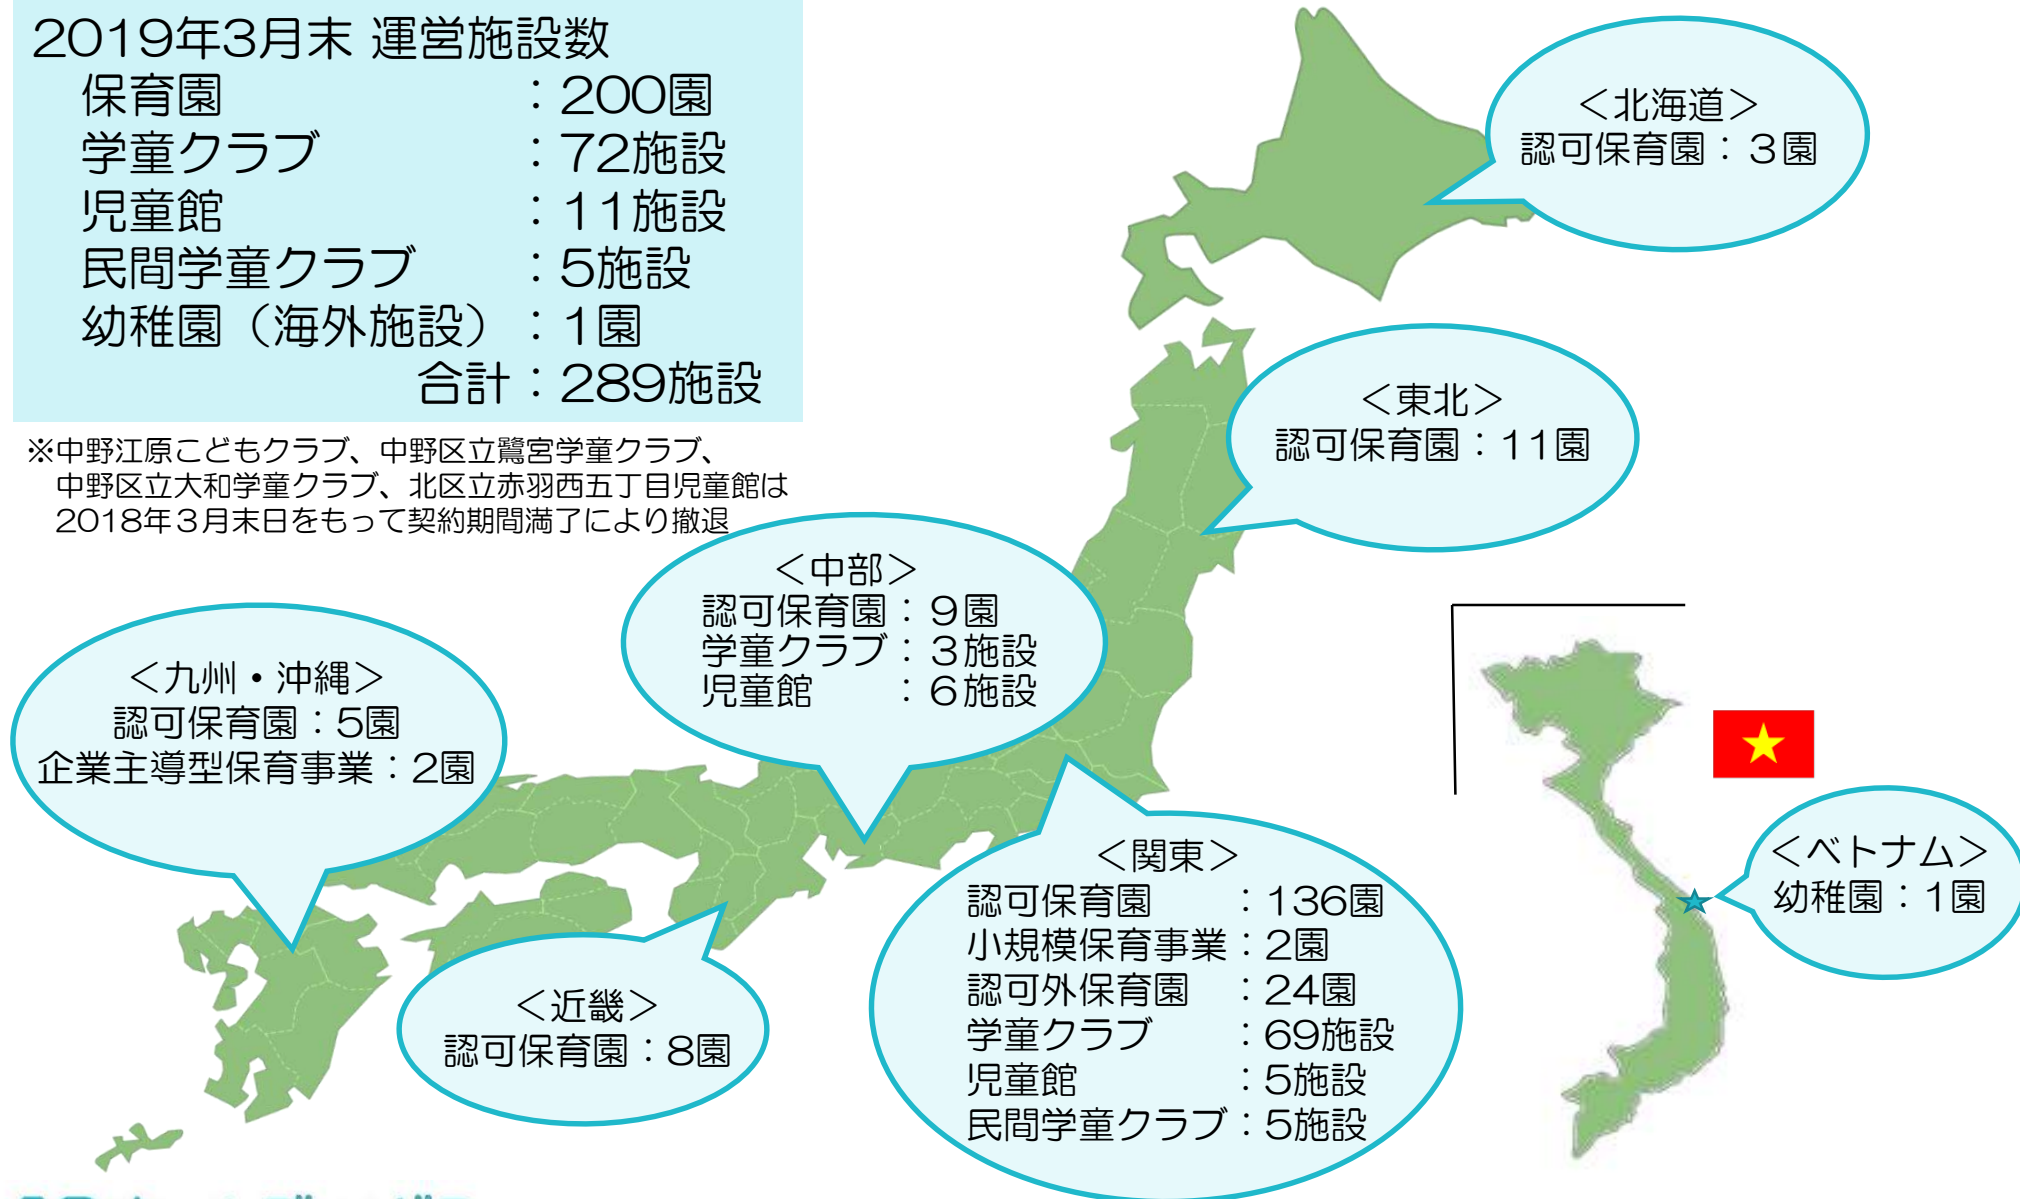 2019年3月末 運営施設数
保育園 ：200園
学童クラブ ：72施設
児童館 ：11施設
民間学童クラブ ：5施設
幼稚園（海外施設）：1園
合計：289施設
※中野江原こどもクラブ、中野区立鷺宮学童クラブ、
中野区立大和学童クラブ、北区立赤羽西五丁目児童館は
2018年３月末日をもって契約期間満了により撤退
＜北海道＞
認可保育園：３園
＜東北＞
認可保育園：11園
＜中部＞
認可保育園：９園
学童クラブ：３施設
児童館 ：６施設
＜九州・沖縄＞
認可保育園：5園
企業主導型保育事業：2園
＜近畿＞
認可保育園：8園
＜関東＞
認可保育園 ：136園
小規模保育事業：2園
認可外保育園 ：24園
学童クラブ ：69施設
児童館 ：5施設
民間学童クラブ：5施設
＜ベトナム＞
幼稚園：1園